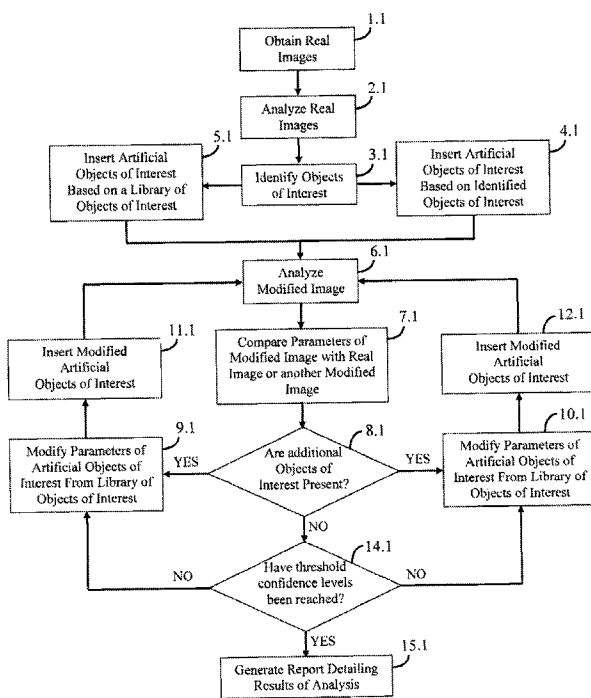 1.1
Obtain Real
Images
2.1
Analyze Real
Images
5.1
Insert Artificial
Objects of Interest
Based on a Library of
Objects of Interest
3.1
Identify Objects
of Interest
4.1
Insert Artificial
Objects of Interest
Based on Identified
Objects of Interest
6.1
Analyze
Modified Image
7.1
Compare Parameters of
Modified Image with Real
Image or another Modified
Image
11.1
Insert Modified
Artificial
Objects of Interest
12.1
Insert Modified
Artificial
Objects of Interest
8.1
Are additional
Objects of
Interest Present?
YES
YES
9.1
Modify Parameters of
Artificial Objects of
Interest From Library of
Objects of Interest
10.1
Modify Parameters of
Artificial Objects of
Interest From Library of
Objects of Interest
NO
14.1
Have threshold
confidence levels
been reached?
NO
NO
YES
15.1
Generate Report Detailing
Results of Analysis